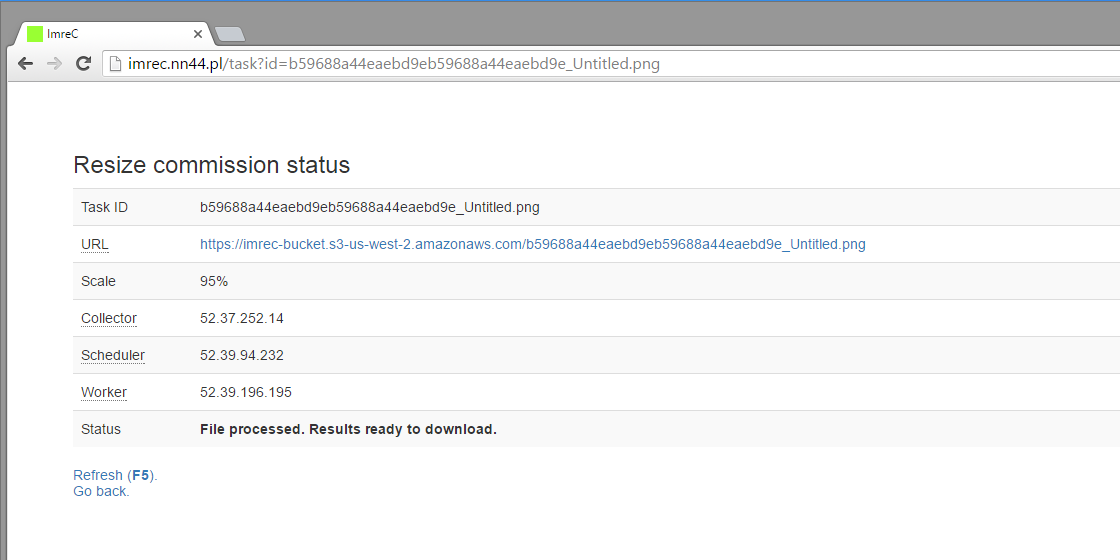 ImreC
imrec.nn44.pl/task?id=b59688a44eaebd9eb59688a44eaebd9e_Untitled.png
Resize commission status
Task ID b59688a44eaebd9eb59688a44eaebd9e_Untitled.png
URL https://imrec-bucket.s3-us-west-2.amazonaws.com/b59688a44eaebd9eb59688a44eaebd9e_Untitled.png
Scale 95%
Collector 52.37.252.14
Scheduler 52.39.94.232
Worker 52.39.196.195
Status File processed. Results ready to download.
Refresh (F5).
Go back.